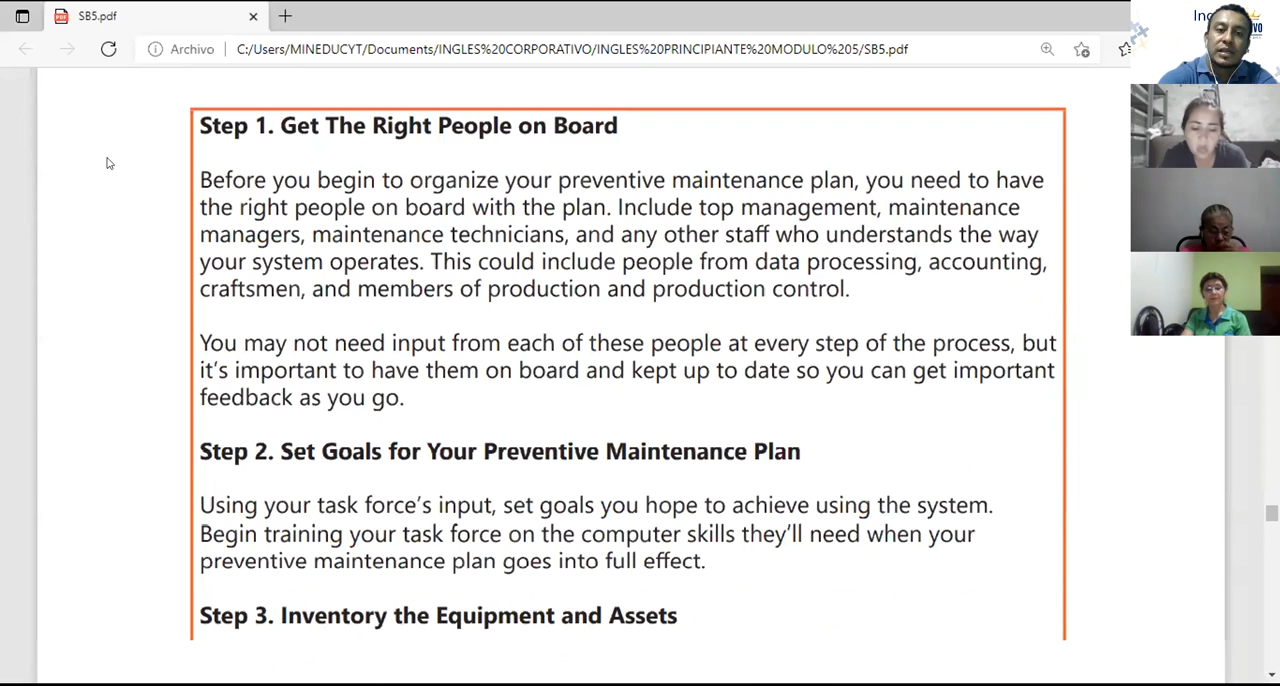 SB5.pdf
Archivo
C:/Users/MINEDUCYT/Documents/INGLES%20CORPORATIVO/INGLES%20PRINCIPIANTE%20MODULO%205/SB5.pdf
Step 1. Get The Right People on Board
Before you begin to organize your preventive maintenance plan, you need to have
the right people on board with the plan. Include top management, maintenance
managers, maintenance technicians, and any other staff who understands the way
your system operates. This could include people from data processing, accounting,
craftsmen, and members of production and production control.
You may not need input from each of these people at every step of the process, but
it's important to have them on board and kept up to date so you can get important
feedback as you go.
Step 2. Set Goals for Your Preventive Maintenance Plan
Using your task force's input, set goals you hope to achieve using the system.
Begin training your task force on the computer skills they'll need when your
preventive maintenance plan goes into full effect.
Step 3. Inventory the Equipment and Assets